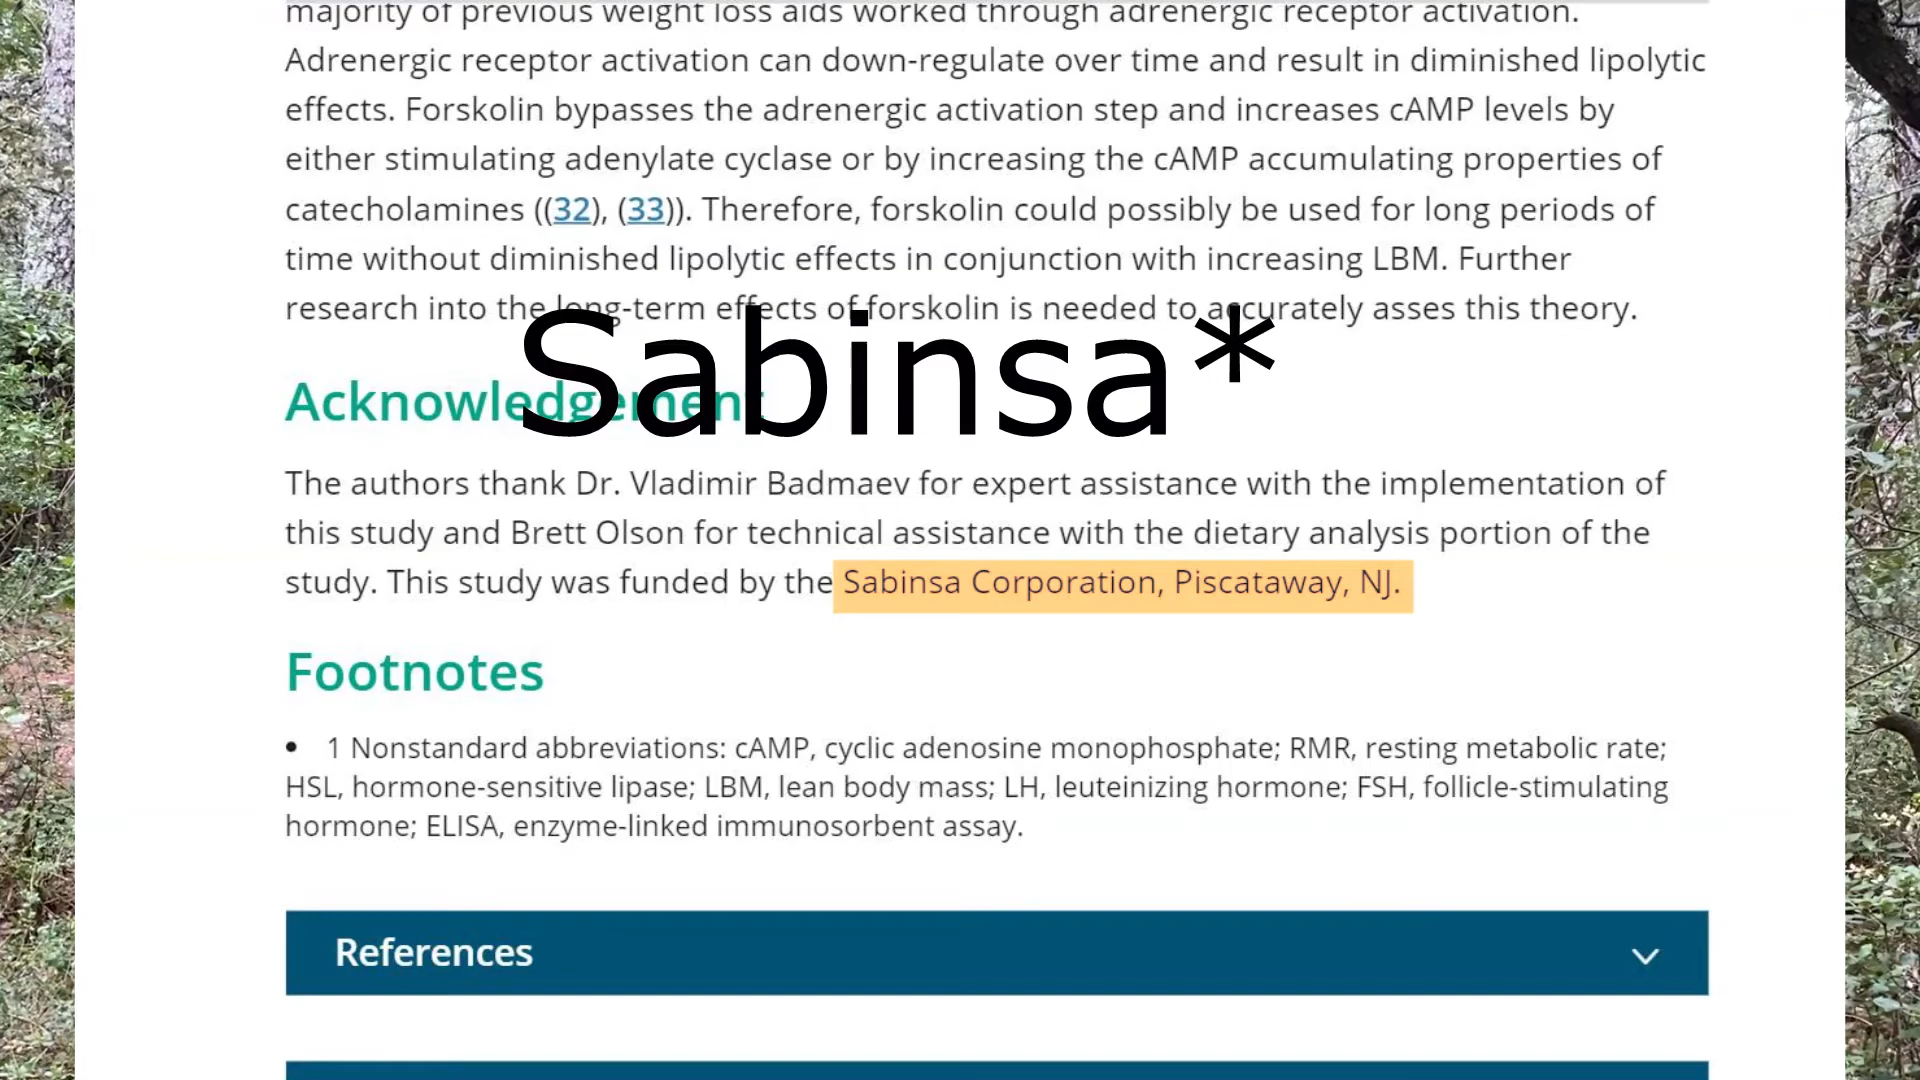 majority of previous weight loss aids worked through adrenergic receptor activation.
Adrenergic receptor activation can down-regulate over time and result in diminished lipolytic
effects. Forskolin bypasses the adrenergic activation step and increases cAMP levels by
either stimulating adenylate cyclase or by increasing the cAMP accumulating properties of
catecholamines ((32), (33)). Therefore, forskolin could possibly be used for long periods of
time without diminished lipolytic effects in conjunction with increasing LBM. Further
research into the long-term effects of forskolin is needed to accurately asses this theory.
Sabinsa*
Acknowledgement
The authors thank Dr. Vladimir Badmaev for expert assistance with the implementation of
this study and Brett Olson for technical assistance with the dietary analysis portion of the
study. This study was funded by the Sabinsa Corporation, Piscataway, NJ.
Footnotes
• 1 Nonstandard abbreviations: cAMP, cyclic adenosine monophosphate; RMR, resting metabolic rate;
HSL, hormone-sensitive lipase; LBM, lean body mass; LH, leuteinizing hormone; FSH, follicle-stimulating
hormone; ELISA, enzyme-linked immunosorbent assay.
References